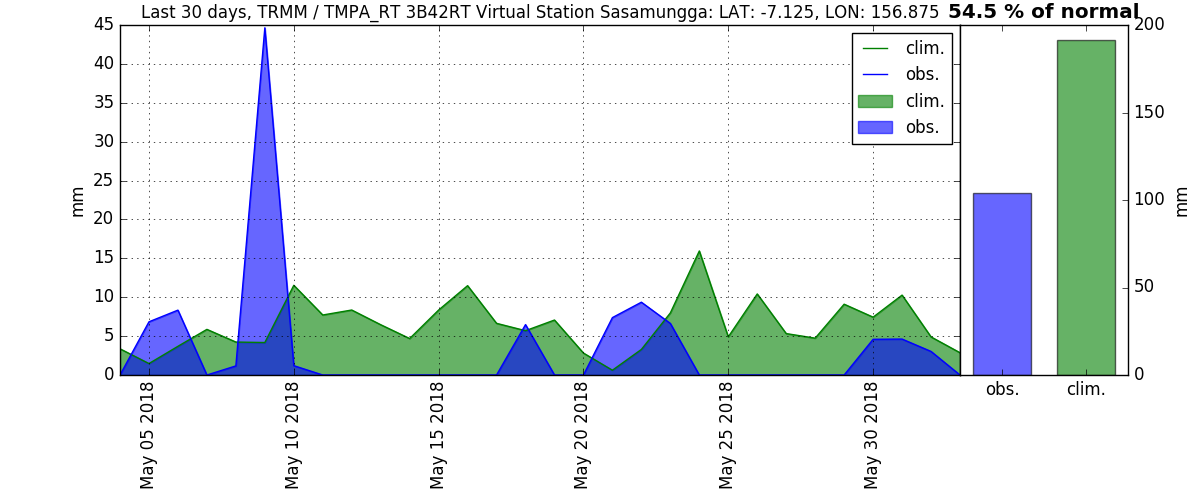 Last 30 days, TRMM / TMPA_RT 3B42RT Virtual Station Sasamungga: LAT: -7.125, LON: 156.875
54.5 % of normal
45
40
35
30
25
20
15
10
5
0
mm
clim.
obs.
clim.
obs.
May 05 2018
May 10 2018
May 15 2018
May 20 2018
May 25 2018
May 30 2018
200
150
100
50
0
mm
obs.
clim.